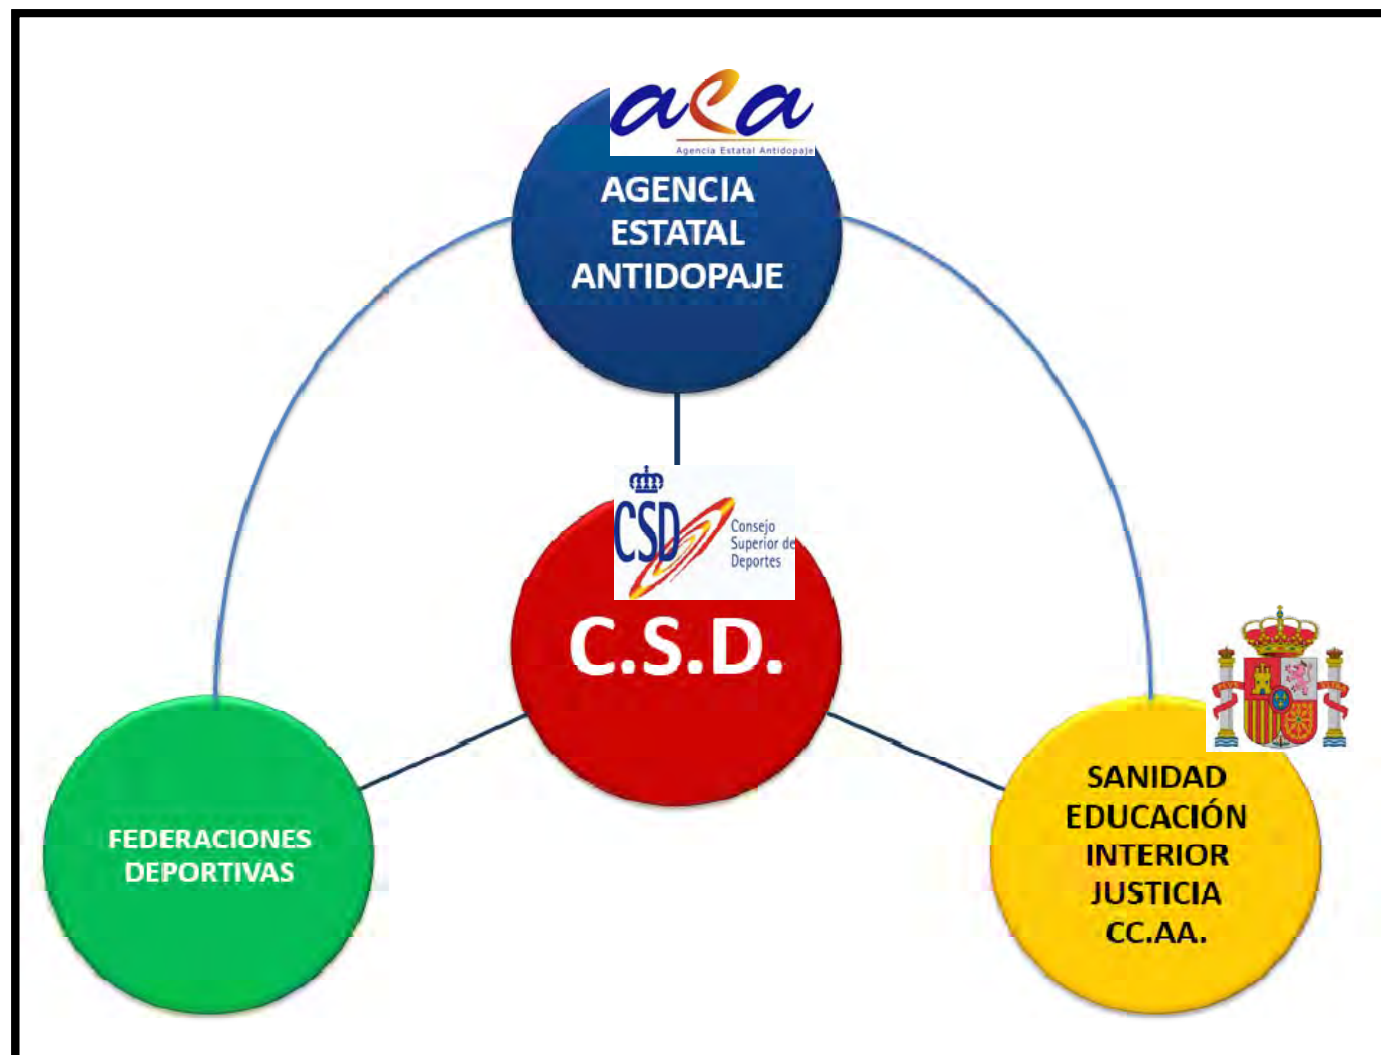 aea
Agencia Estatal Antidopaje
AGENCIA
ESTATAL
ANTIDOPAJE
CSD
Consejo
Superior de
Deportes
C.S.D.
FEDERACIONES
DEPORTIVAS
SANIDAD
EDUCACIÓN
INTERIOR
JUSTICIA
CC.AA.